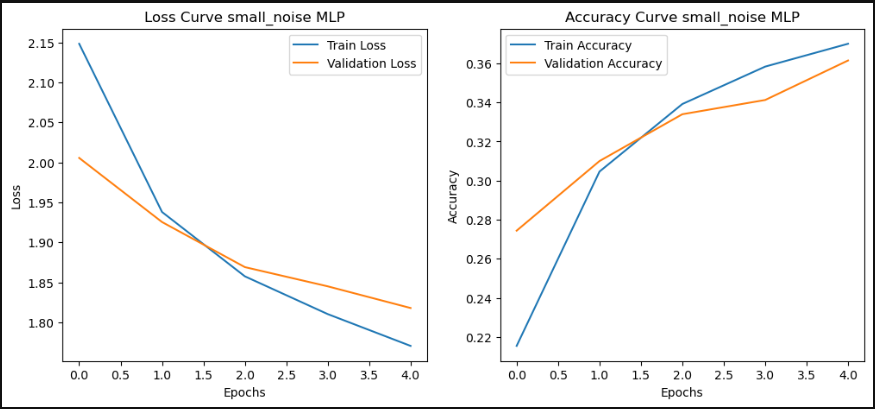 Loss Curve small_noise MLP
Train Loss
Validation Loss
2.15
2.10
2.05
2.00
1.95
1.90
1.85
1.80
Loss
0.0 0.5 1.0 1.5 2.0 2.5 3.0 3.5 4.0
Epochs
Accuracy Curve small_noise MLP
Train Accuracy
Validation Accuracy
0.36
0.34
0.32
0.30
0.28
0.26
0.24
0.22
Accuracy
0.0 0.5 1.0 1.5 2.0 2.5 3.0 3.5 4.0
Epochs